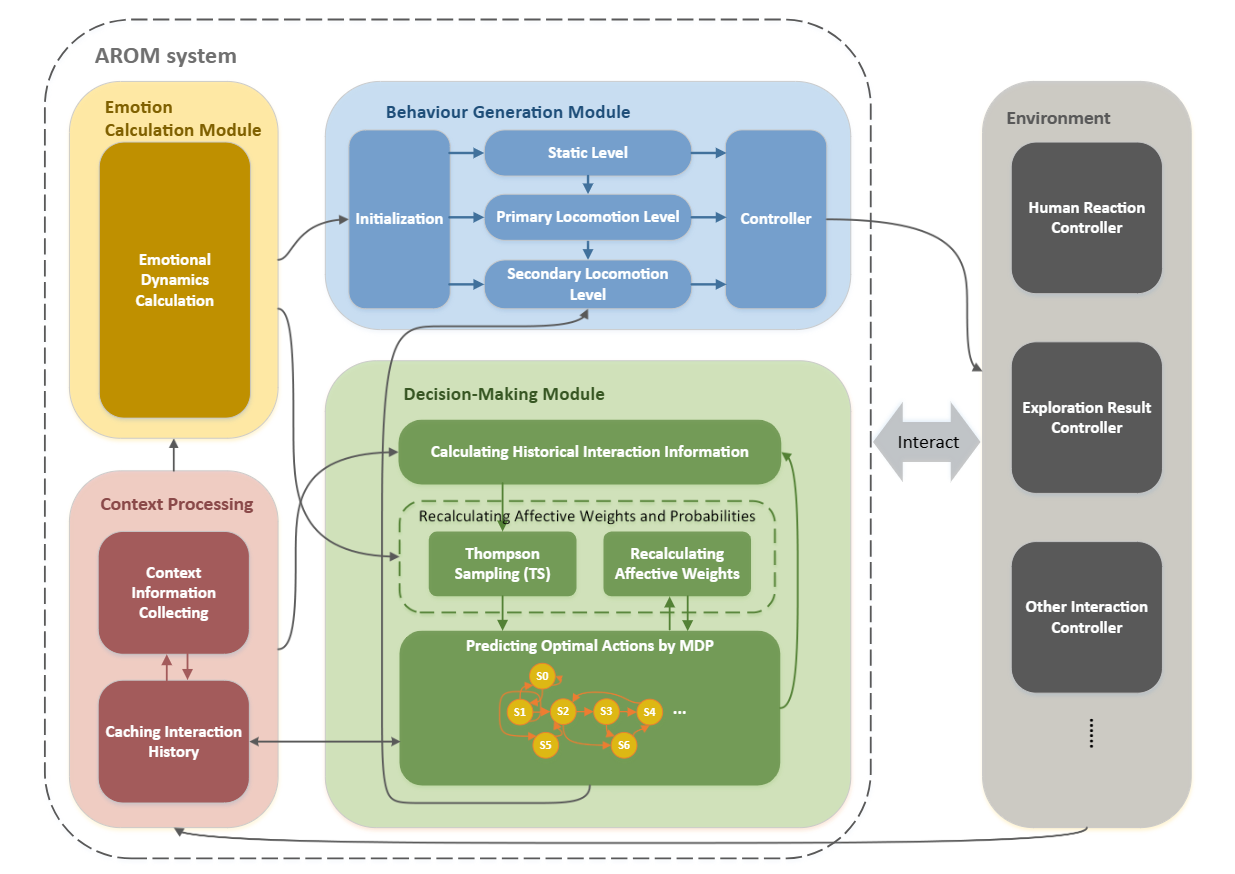 AROM system
Emotion
Calculation Module
Emotional
Dynamics
Calculation
Context Processing
Context
Information
Collecting
Caching Interaction
History
Behaviour Generation Module
Initialization
Static Level
Primary Locomotion Level
Secondary Locomotion
Level
Controller
Decision-Making Module
Calculating Historical Interaction Information
Recalculating Affective Weights and Probabilities
Thompson
Sampling (TS)
Recalculating
Affective Weights
Predicting Optimal Actions by MDP
S0
S1
S2
S3
S4
...
S5
S6
Interact
Environment
Human Reaction
Controller
Exploration Result
Controller
Other Interaction
Controller